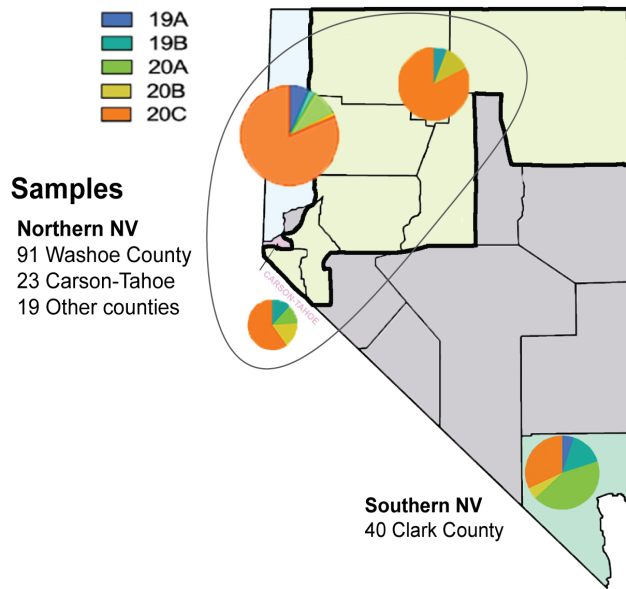 19A
19B
20A
20B
20C
Samples
Northern NV
91 Washoe County
23 Carson-Tahoe
19 Other counties
CARSON-TAHOE
Southern NV
40 Clark County